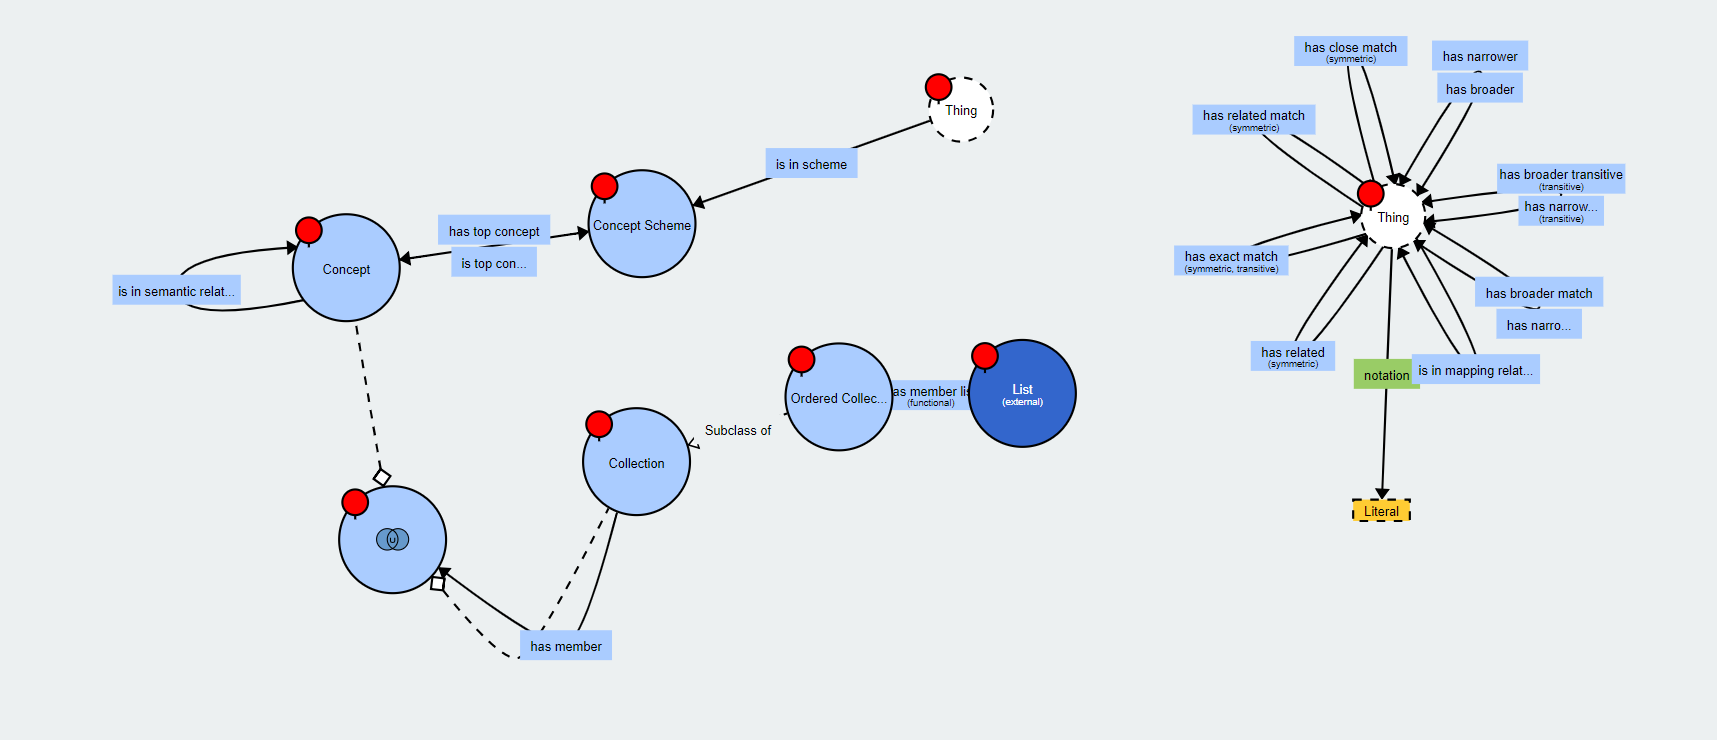 has close match
(symmetric)
has narrower
has broader
Thing
has related match
(symmetric)
is in scheme
has broader transitive
(transitive)
has narrow...
(transitive)
Thing
Concept Scheme
has top concept
is top con...
Concept
is in semantic relat...
has exact match
(symmetric, transitive)
has broader match
has narro...
has related
(symmetric)
notation
is in mapping relat...
Ordered Collec...
as member lis
(functional)
List
(external)
Subclass of
Collection
Literal
U
has member